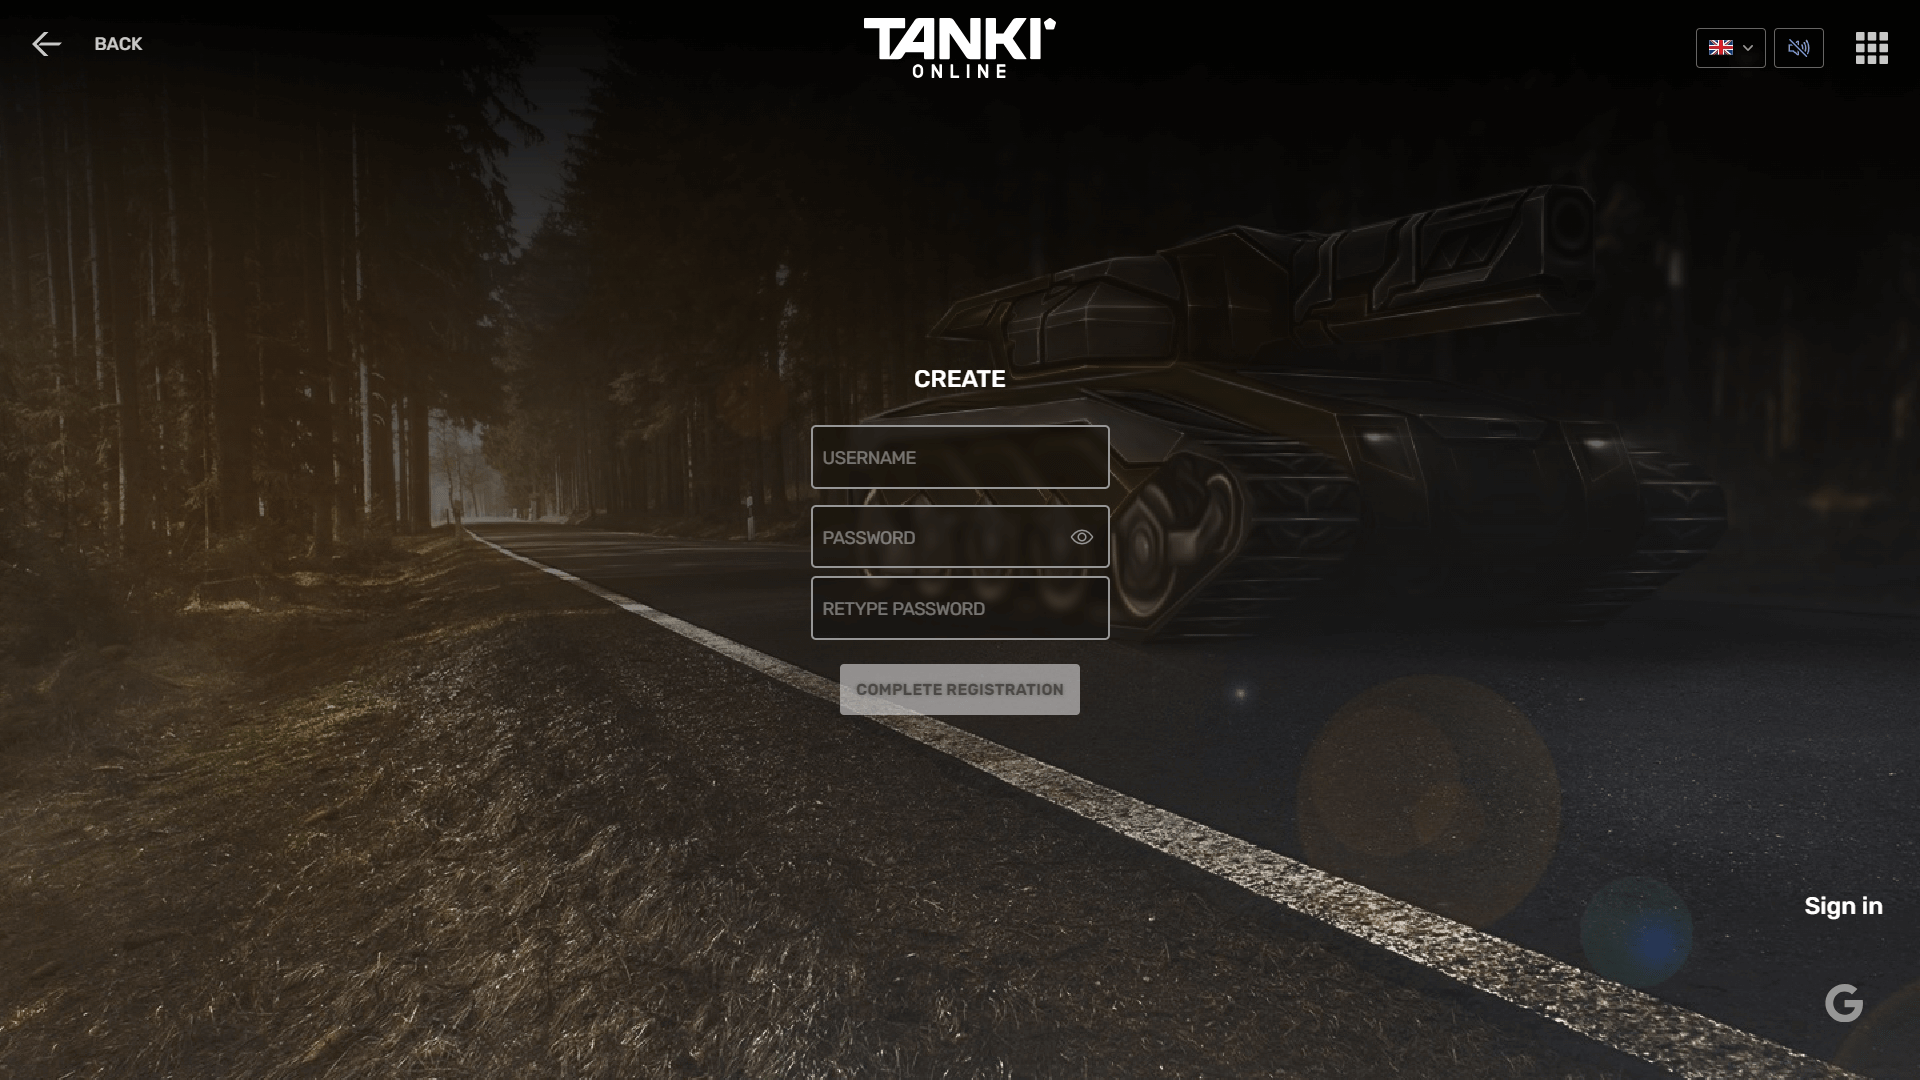 BACK
TANKI
ONLINE
CREATE
USERNAME
PASSWORD
RETYPE PASSWORD
COMPLETE REGISTRATION
Sign in
G